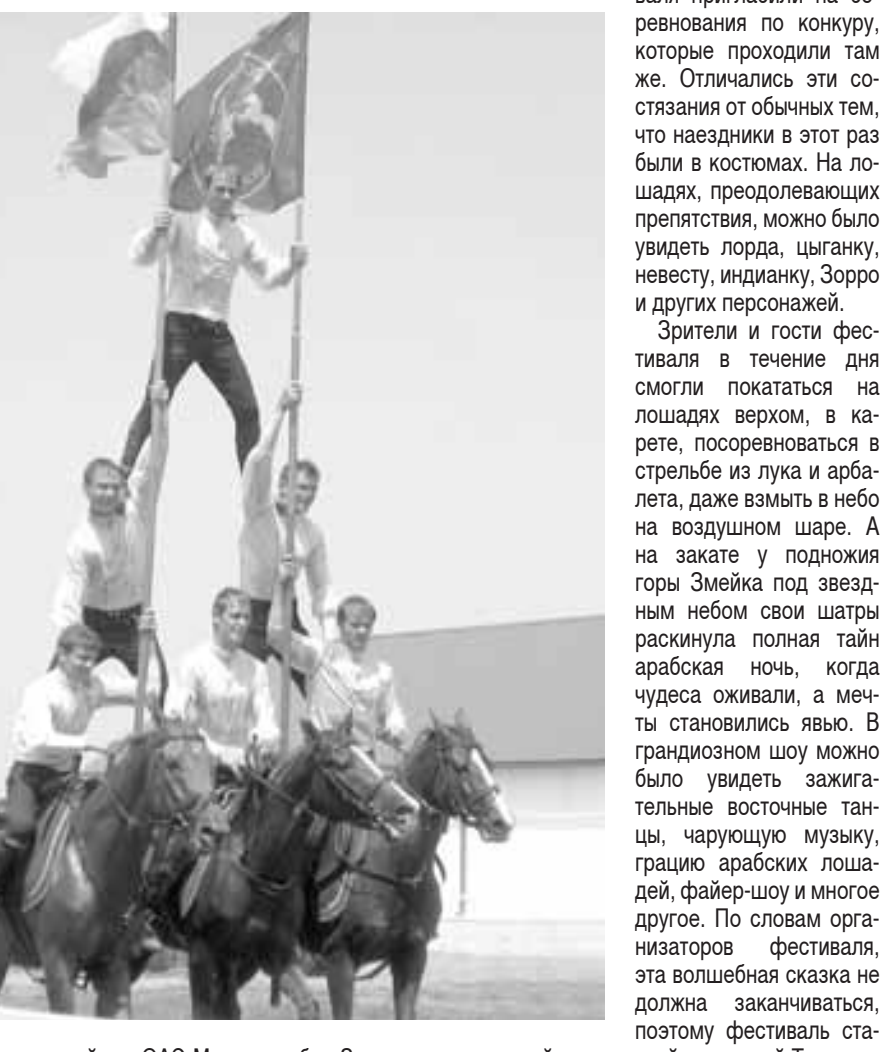 ревнования по конкуру,
которые проходили там
же. Отличались эти со-
стязания от обычных тем,
что наездники в этот раз
были в костюмах. На ло-
шадях, преодолевающих
препятствия, можно было
увидеть лорда, цыганку,
невесту, индианку, Зорро
и других персонажей.
Зрители и гости фес-
тиваля в течение дня
смогли покататься на
лошадях верхом, в ка-
рете, посоревноваться в
стрельбе из лука и арба-
лета, даже взмыть в небо
на воздушном шаре. А
на закате у подножия
горы Змейка под звезд-
ным небом свои шатры
раскинула полная тайн
арабская ночь, когда
чудеса оживали, а меч-
ты становились явью. В
грандиозном шоу можно
было увидеть зажига-
тельные восточные тан-
цы, чарующую музыку,
грацию арабских лоша-
дей, файер-шоу и многое
другое. По словам орга-
низаторов фестиваля,
эта волшебная сказка не
должна заканчиваться,
поэтому фестиваль ста-